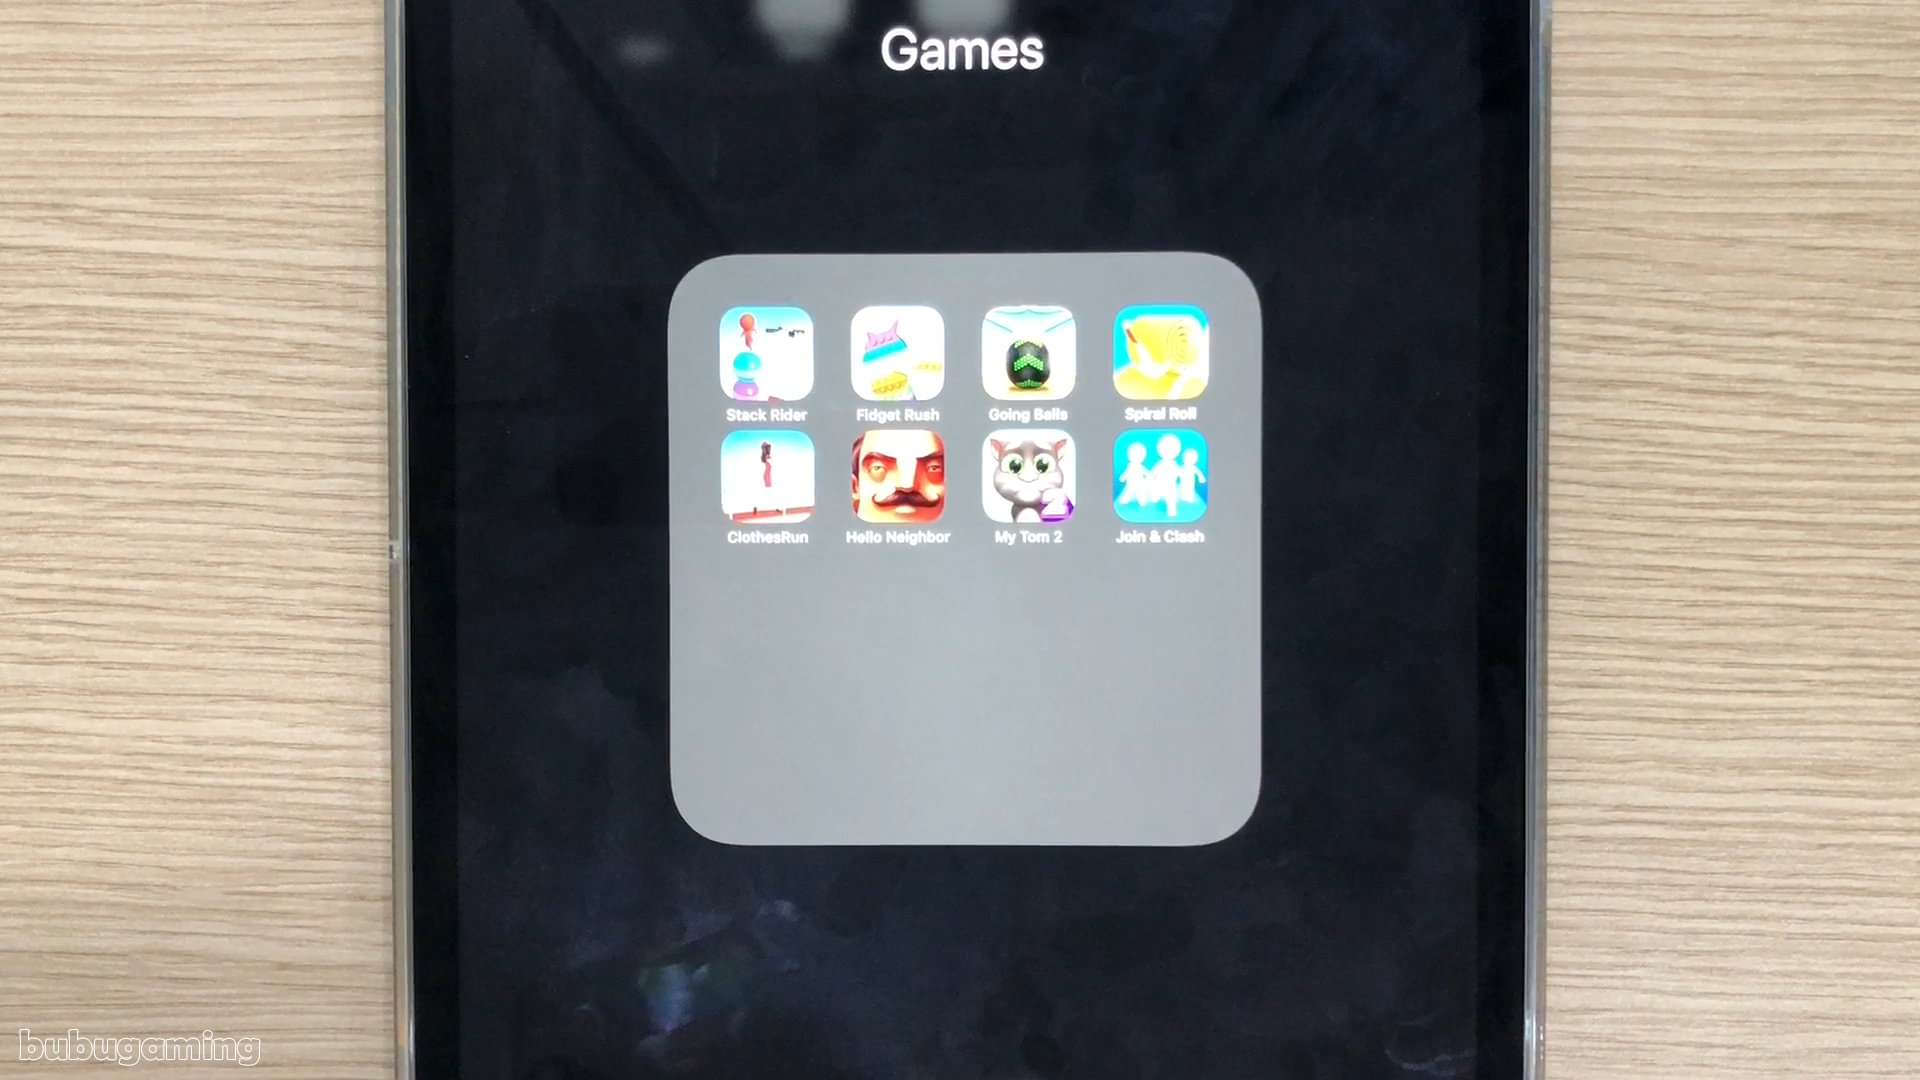 Games
Stack Rider
Fidget Rush
Going Balls
Spiral Roll
ClothesRun
Hello Neighbor
My Tom 2
Join & Clash
bubugaming